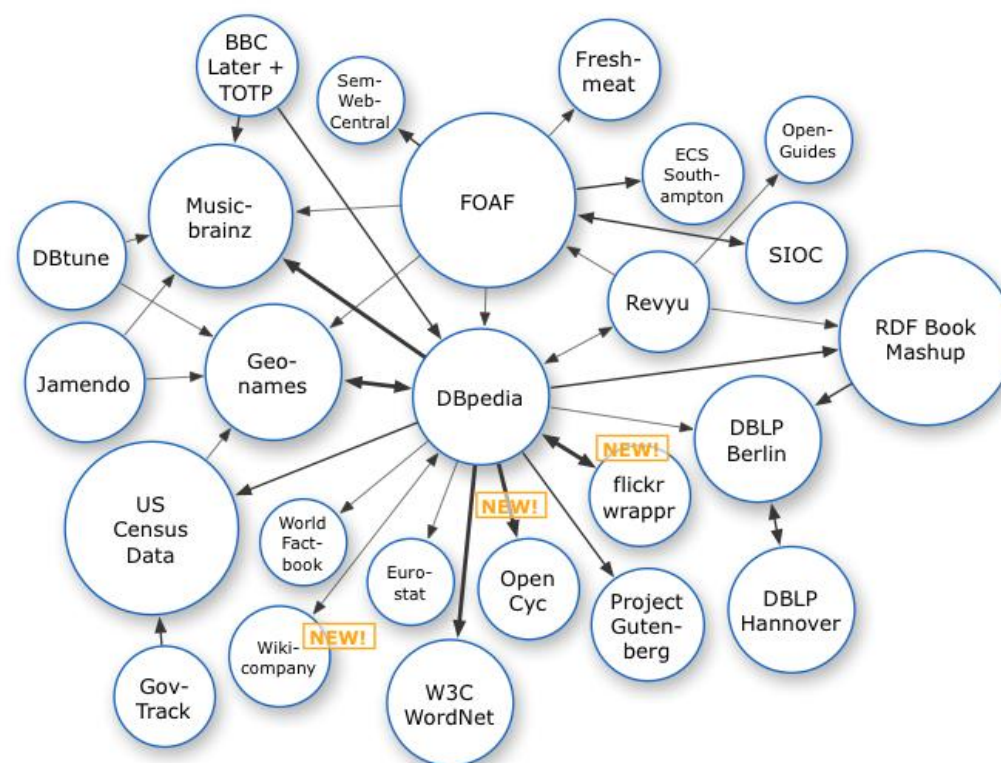 BBC
Later +
TOTP
Sem-
Web-
Central
Fresh-
meat
Open-
Guides
ECS
South-
ampton
FOAF
Music-
brainz
DBtune
SIOC
Revyu
RDF Book
Mashup
Geo-
names
Jamendo
DBpedia
DBLP
Berlin
NEW!
flickr
wrappr
NEW!
US
Census
Data
World
Fact-
book
Euro-
stat
Open
Cyc
Project
Guten-
berg
DBLP
Hannover
NEW!
Wiki-
company
Gov-
Track
W3C
WordNet